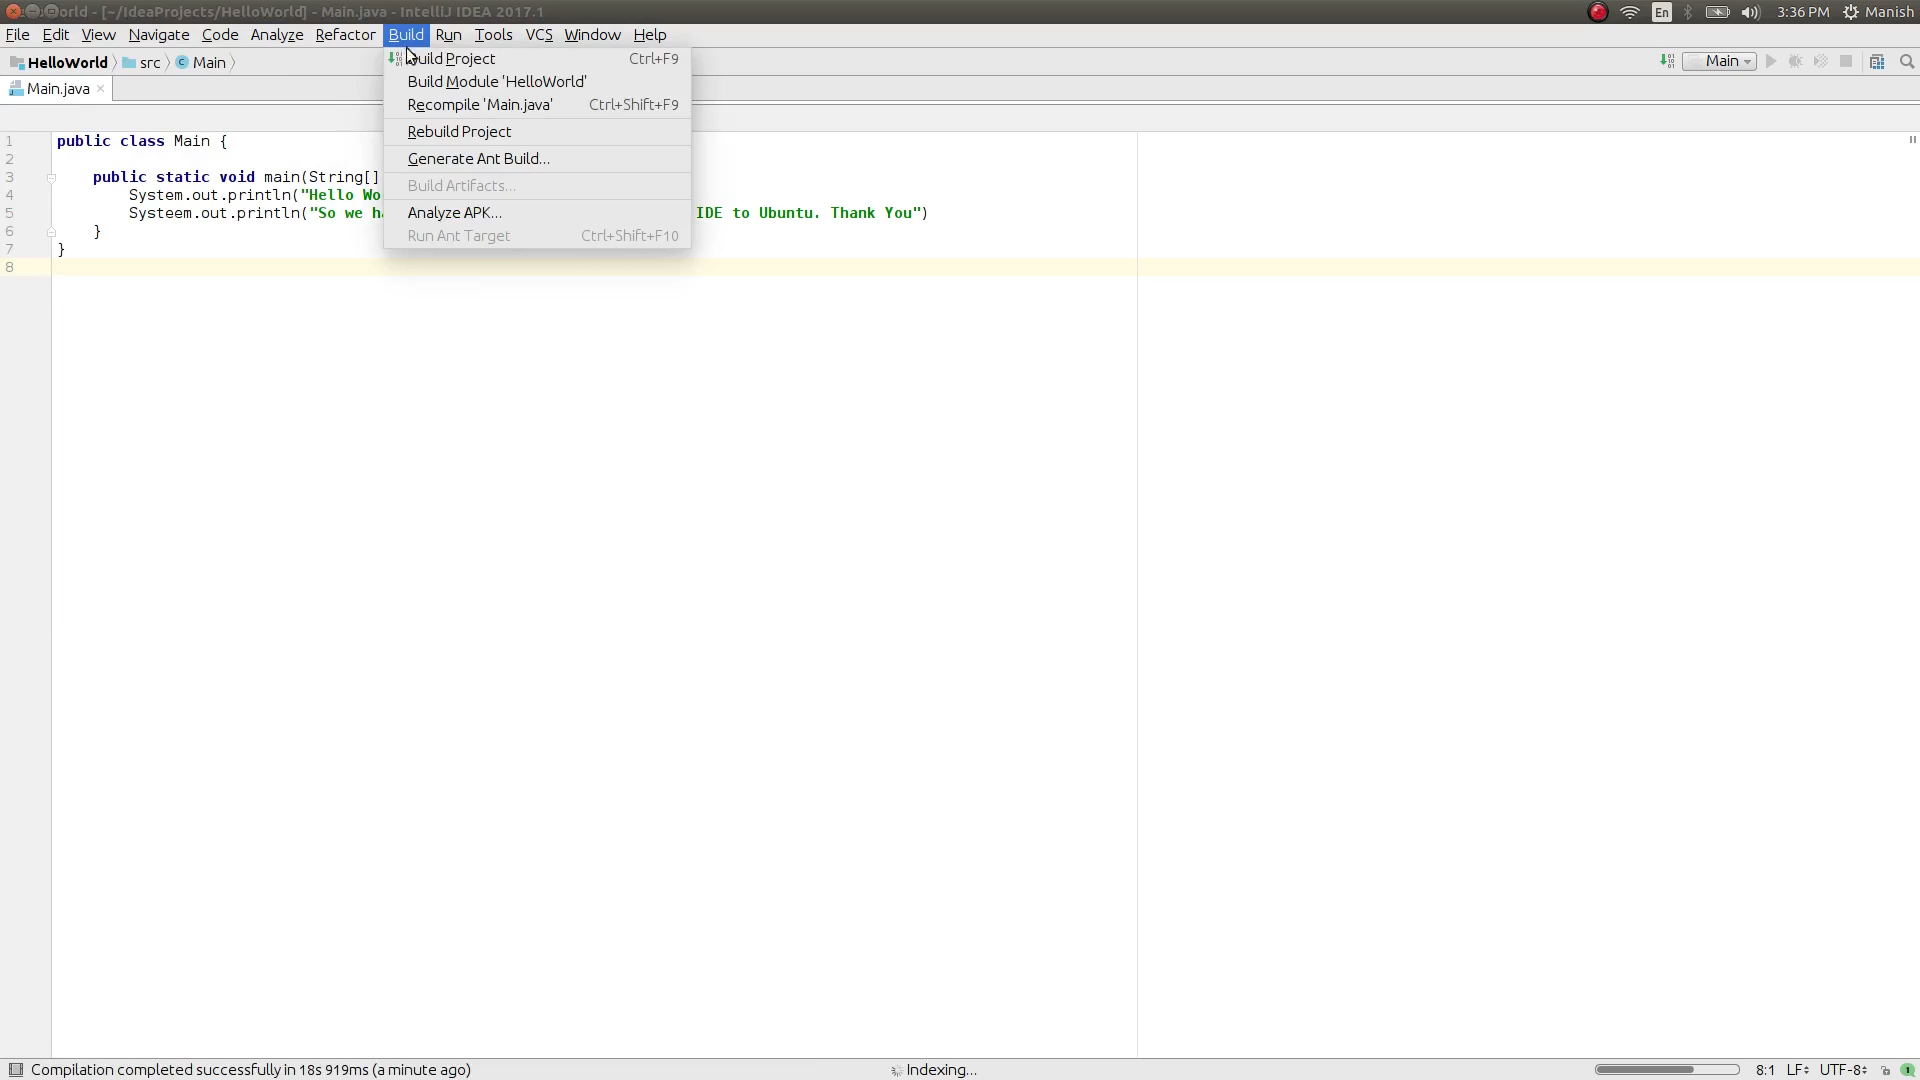 World - [~/IdeaProjects/HelloWorld] - Main.java - IntelliJ IDEA 2017.1
En 3:36 PM Manish
File Edit View Navigate Code Analyze Refactor Build Run Tools VCS Window Help
HelloWorld src Main
Main
Main.java
Build Project Ctrl+F9
Build Module 'HelloWorld'
Recompile 'Main.java' Ctrl+Shift+F9
Rebuild Project
Generate Ant Build...
Build Artifacts...
Analyze APK...
Run Ant Target Ctrl+Shift+F10
1 public class Main {
2
3 public static void main(String[]
4 System.out.println("Hello Wo
5 Systeem.out.println("So we ha IDE to Ubuntu. Thank You")
6 }
7 }
8
Compilation completed successfully in 18s 919ms (a minute ago) Indexing... 8:1 LF UTF-8 1